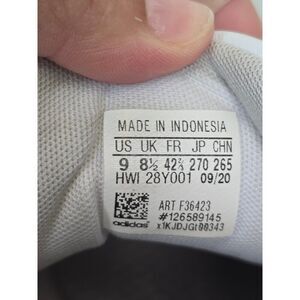 MADE IN INDONESIA
US UK FR JP CHN
9 8½ 42⅔ 270 265
HWI 28Y001 09/20
ART F36423
#126589145
adidas